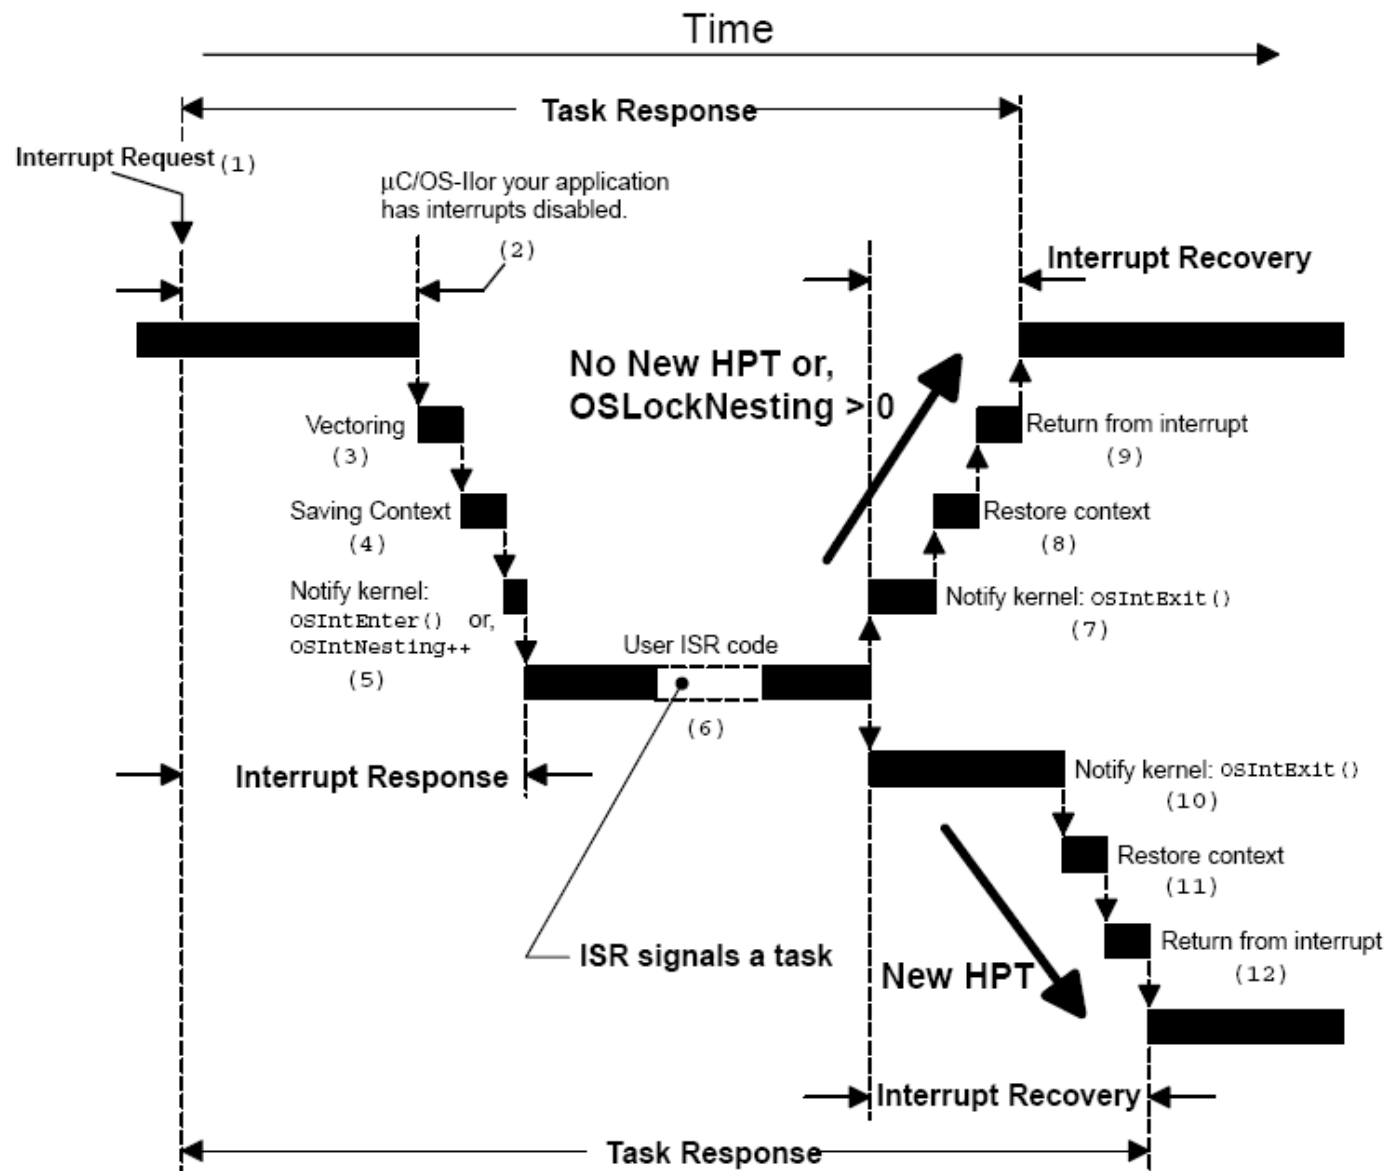 Time
Task Response
Interrupt Request (1)
µC/OS-IIor your application
has interrupts disabled.
(2)
Interrupt Recovery
No New HPT or,
OSLockNesting > 0
Vectoring
(3)
Return from interrupt
(9)
Saving Context
(4)
Restore context
(8)
Notify kernel:
OSIntEnter() or,
OSIntNesting++
(5)
Notify kernel: OSIntExit()
(7)
User ISR code
(6)
Interrupt Response
Notify kernel: OSIntExit()
(10)
Restore context
(11)
ISR signals a task
New HPT
Return from interrupt
(12)
Interrupt Recovery
Task Response